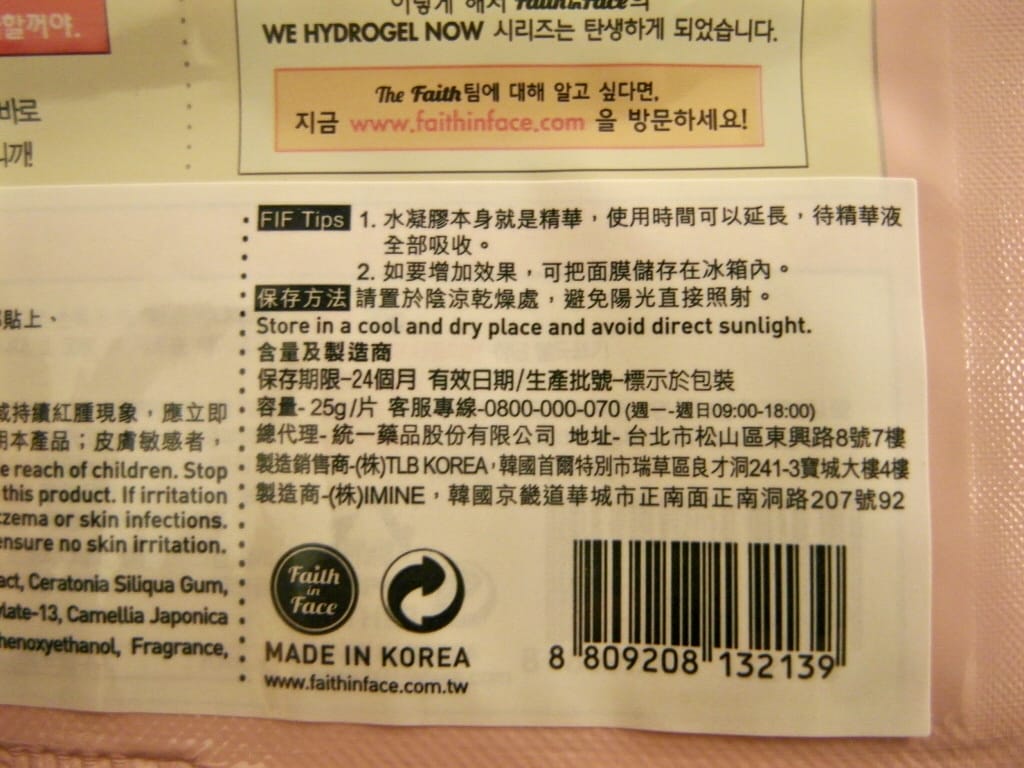 할꺼야.
바로
니깨!
이렇게 해서 Faith in Face의
WE HYDROGEL NOW 시리즈는 탄생하게 되었습니다.
The Faith팀에 대해 알고 싶다면,
지금 www.faithinface.com 을 방문하세요!
貼上、
持續紅腫現象，應立即
本產品；皮膚敏感者，
e reach of children. Stop
this product. If irritation
czema or skin infections.
ensure no skin irritation.
act, Ceratonia Siliqua Gum,
ylate-13, Camellia Japonica
henoxyethanol, Fragrance,
FIF Tips 1. 水凝膠本身就是精華，使用時間可以延長，待精華液
全部吸收。
2. 如要增加效果，可把面膜儲存在冰箱內。
保存方法 請置於陰涼乾燥處，避免陽光直接照射。
Store in a cool and dry place and avoid direct sunlight.
含量及製造商
保存期限-24個月 有效日期/生產批號-標示於包裝
容量- 25g/片 客服專線-0800-000-070 (週一-週日09:00-18:00)
總代理- 統一藥品股份有限公司 地址- 台北市松山區東興路8號7樓
製造銷售商-(株)TLB KOREA，韓國首爾特別市瑞草區良才洞241-3寶城大樓4樓
製造商-(株)IMINE，韓國京畿道華城市正南面正南洞路207號92
Faith
in
Face
MADE IN KOREA
www.faithinface.com.tw
8 809208 132139